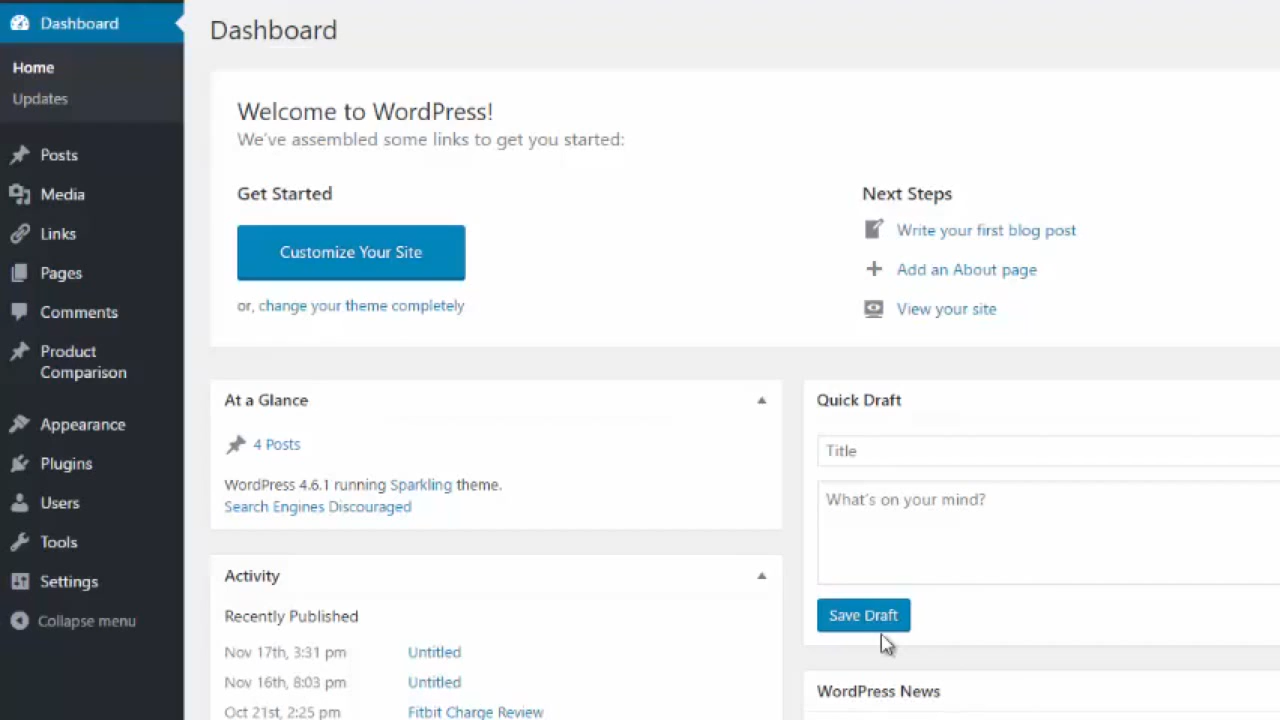 Dashboard
Home
Updates
Posts
Media
Links
Pages
Comments
Product
Comparison
Appearance
Plugins
Users
Tools
Settings
Collapse menu
Dashboard
Welcome to WordPress!
We've assembled some links to get you started:
Get Started
Customize Your Site
or, change your theme completely
Next Steps
Write your first blog post
Add an About page
View your site
At a Glance
4 Posts
WordPress 4.6.1 running Sparkling theme.
Search Engines Discouraged
Activity
Recently Published
Nov 17th, 3:31 pm Untitled
Nov 16th, 8:03 pm Untitled
Oct 21st, 2:25 pm Fitbit Charge Review
Quick Draft
Title
What's on your mind?
Save Draft
WordPress News